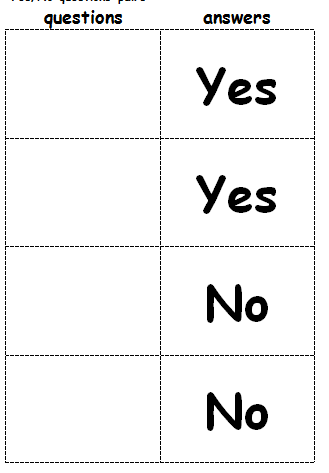 questions answers
Yes
Yes
No
No